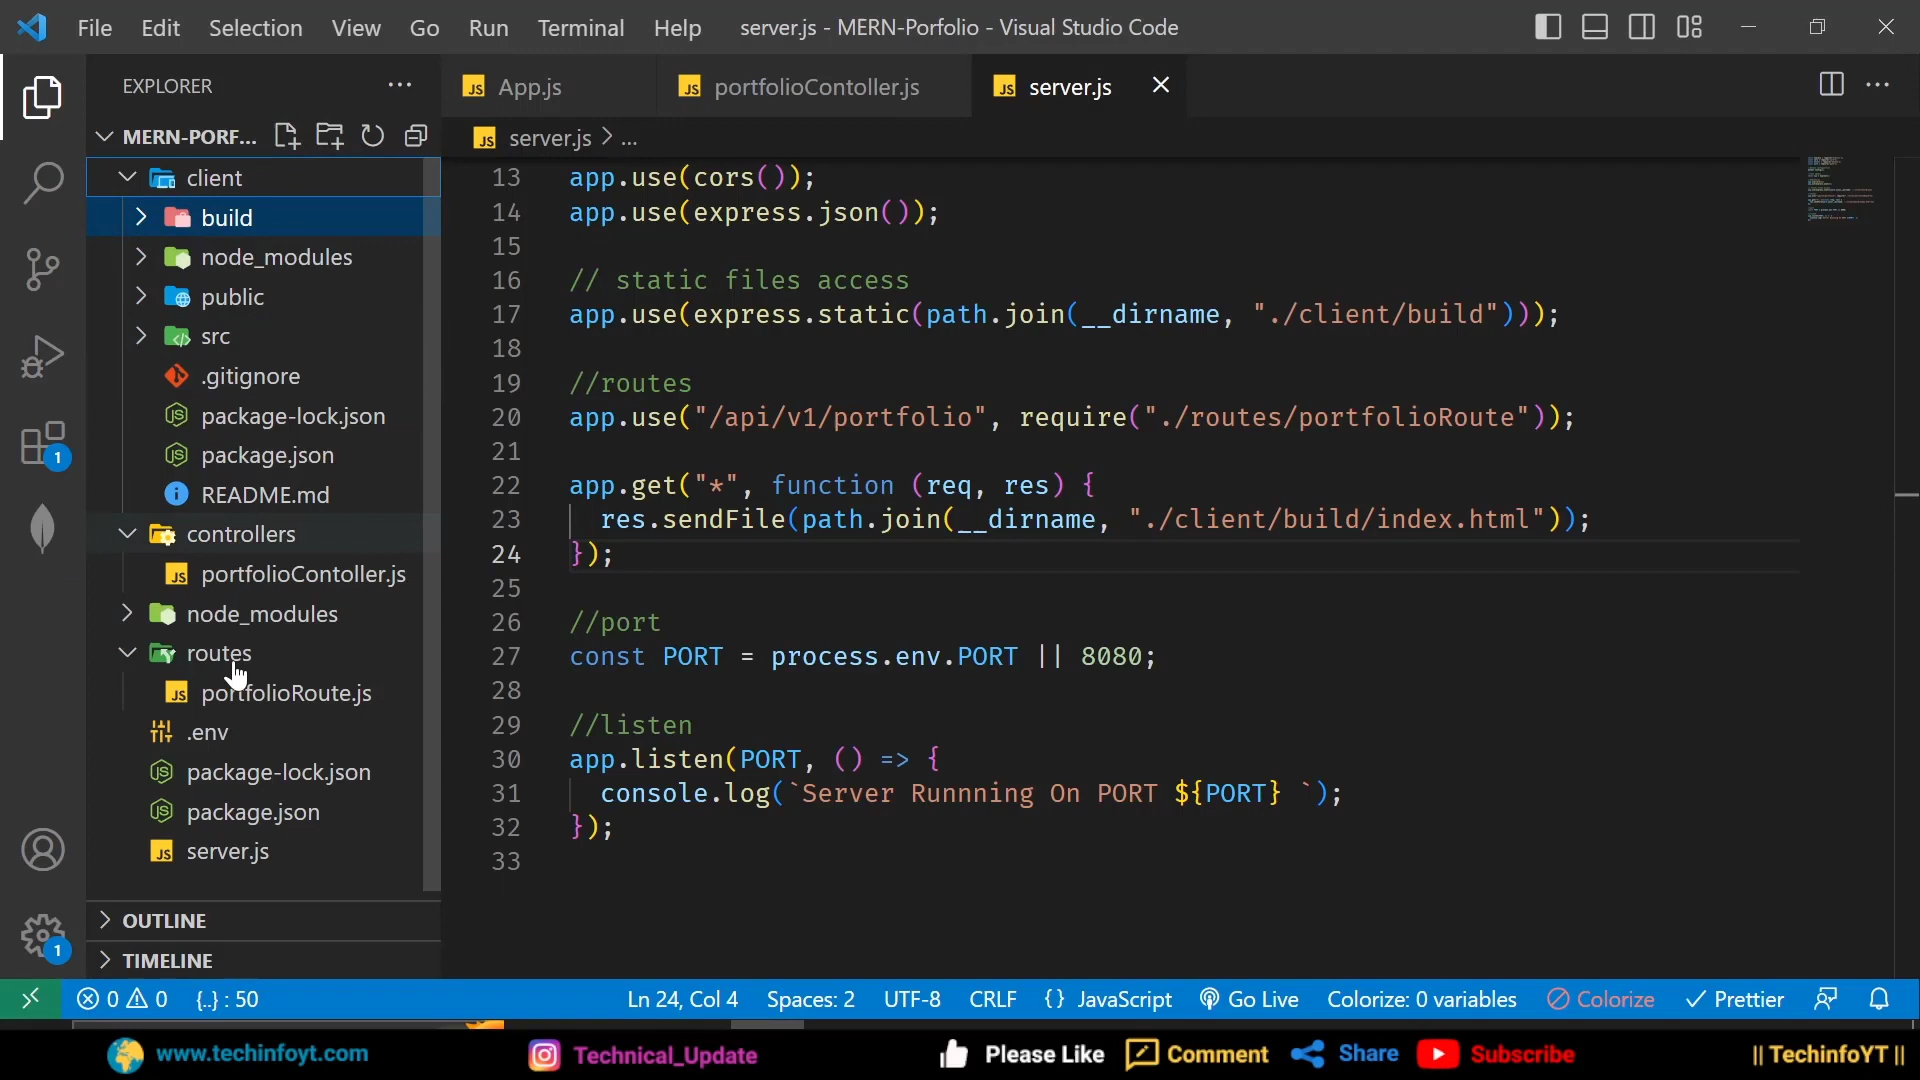 File Edit Selection View Go Run Terminal Help server.js - MERN-Porfolio - Visual Studio Code
EXPLORER
MERN-PORF...
client
build
node_modules
public
src
.gitignore
package-lock.json
package.json
README.md
controllers
portfolioContoller.js
node_modules
routes
portfolioRoute.js
.env
package-lock.json
package.json
server.js
OUTLINE
TIMELINE
1
1
App.js portfolioContoller.js server.js
server.js > ...
13 app.use(cors());
14 app.use(express.json());
15
16 // static files access
17 app.use(express.static(path.join(__dirname, "./client/build")));
18
19 //routes
20 app.use("/api/v1/portfolio", require("./routes/portfolioRoute"));
21
22 app.get("*", function (req, res) {
23 res.sendFile(path.join(__dirname, "./client/build/index.html"));
24 });
25
26 //port
27 const PORT = process.env.PORT || 8080;
28
29 //listen
30 app.listen(PORT, () => {
31 console.log(`Server Runnning On PORT ${PORT} `);
32 });
33
0 0 {..} : 50 Ln 24, Col 4 Spaces: 2 UTF-8 CRLF {} JavaScript Go Live Colorize: 0 variables Colorize Prettier
www.techinfoyt.com Technical_Update Please Like Comment Share Subscribe || TechinfoYT ||